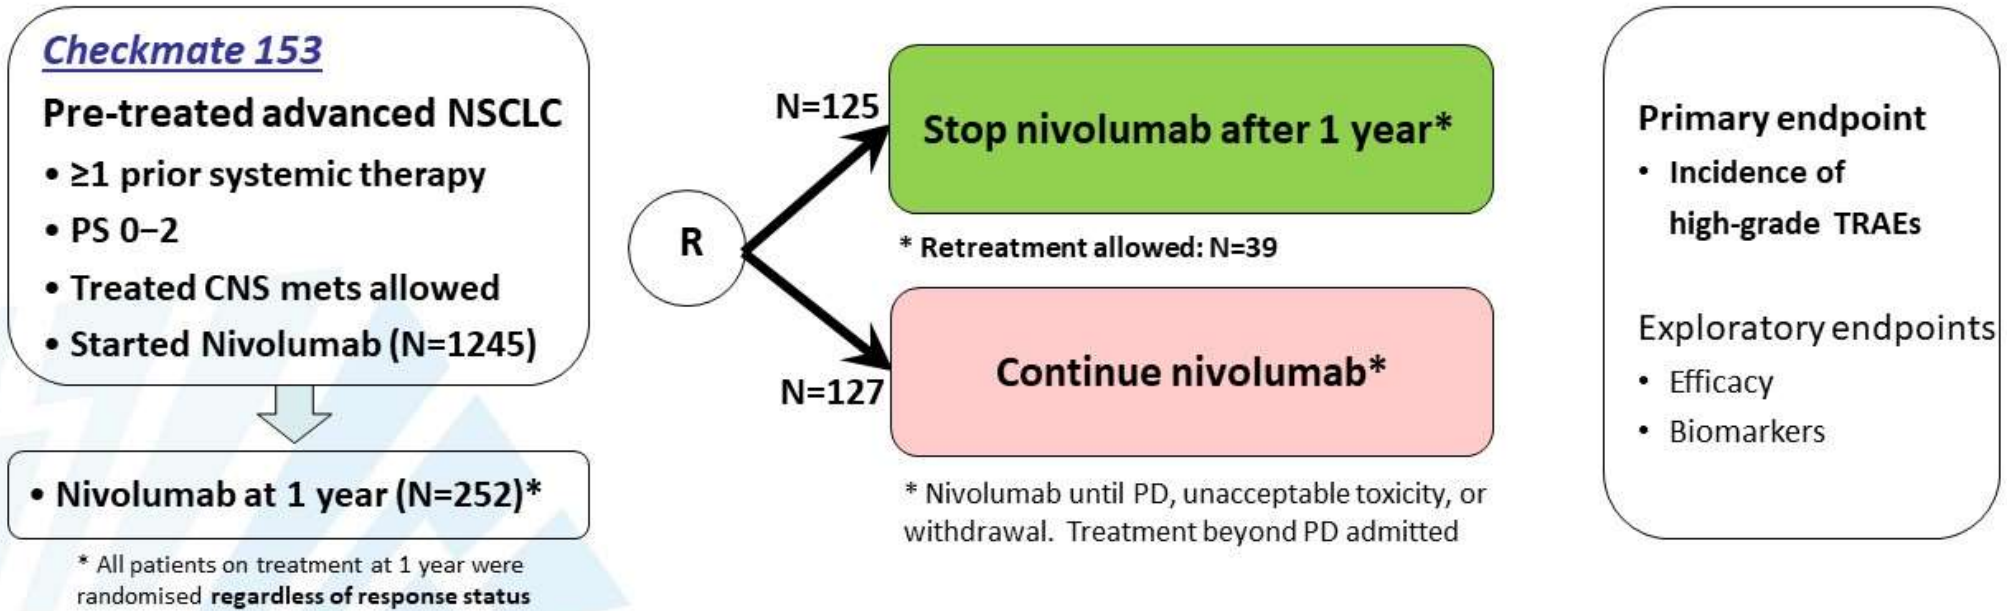 Checkmate 153
Pre-treated advanced NSCLC
• ≥1 prior systemic therapy
• PS 0–2
• Treated CNS mets allowed
• Started Nivolumab (N=1245)
• Nivolumab at 1 year (N=252)*
* All patients on treatment at 1 year were
randomised regardless of response status
R
N=125
Stop nivolumab after 1 year*
* Retreatment allowed: N=39
N=127
Continue nivolumab*
* Nivolumab until PD, unacceptable toxicity, or
withdrawal. Treatment beyond PD admitted
Primary endpoint
• Incidence of
high-grade TRAEs
Exploratory endpoints
• Efficacy
• Biomarkers